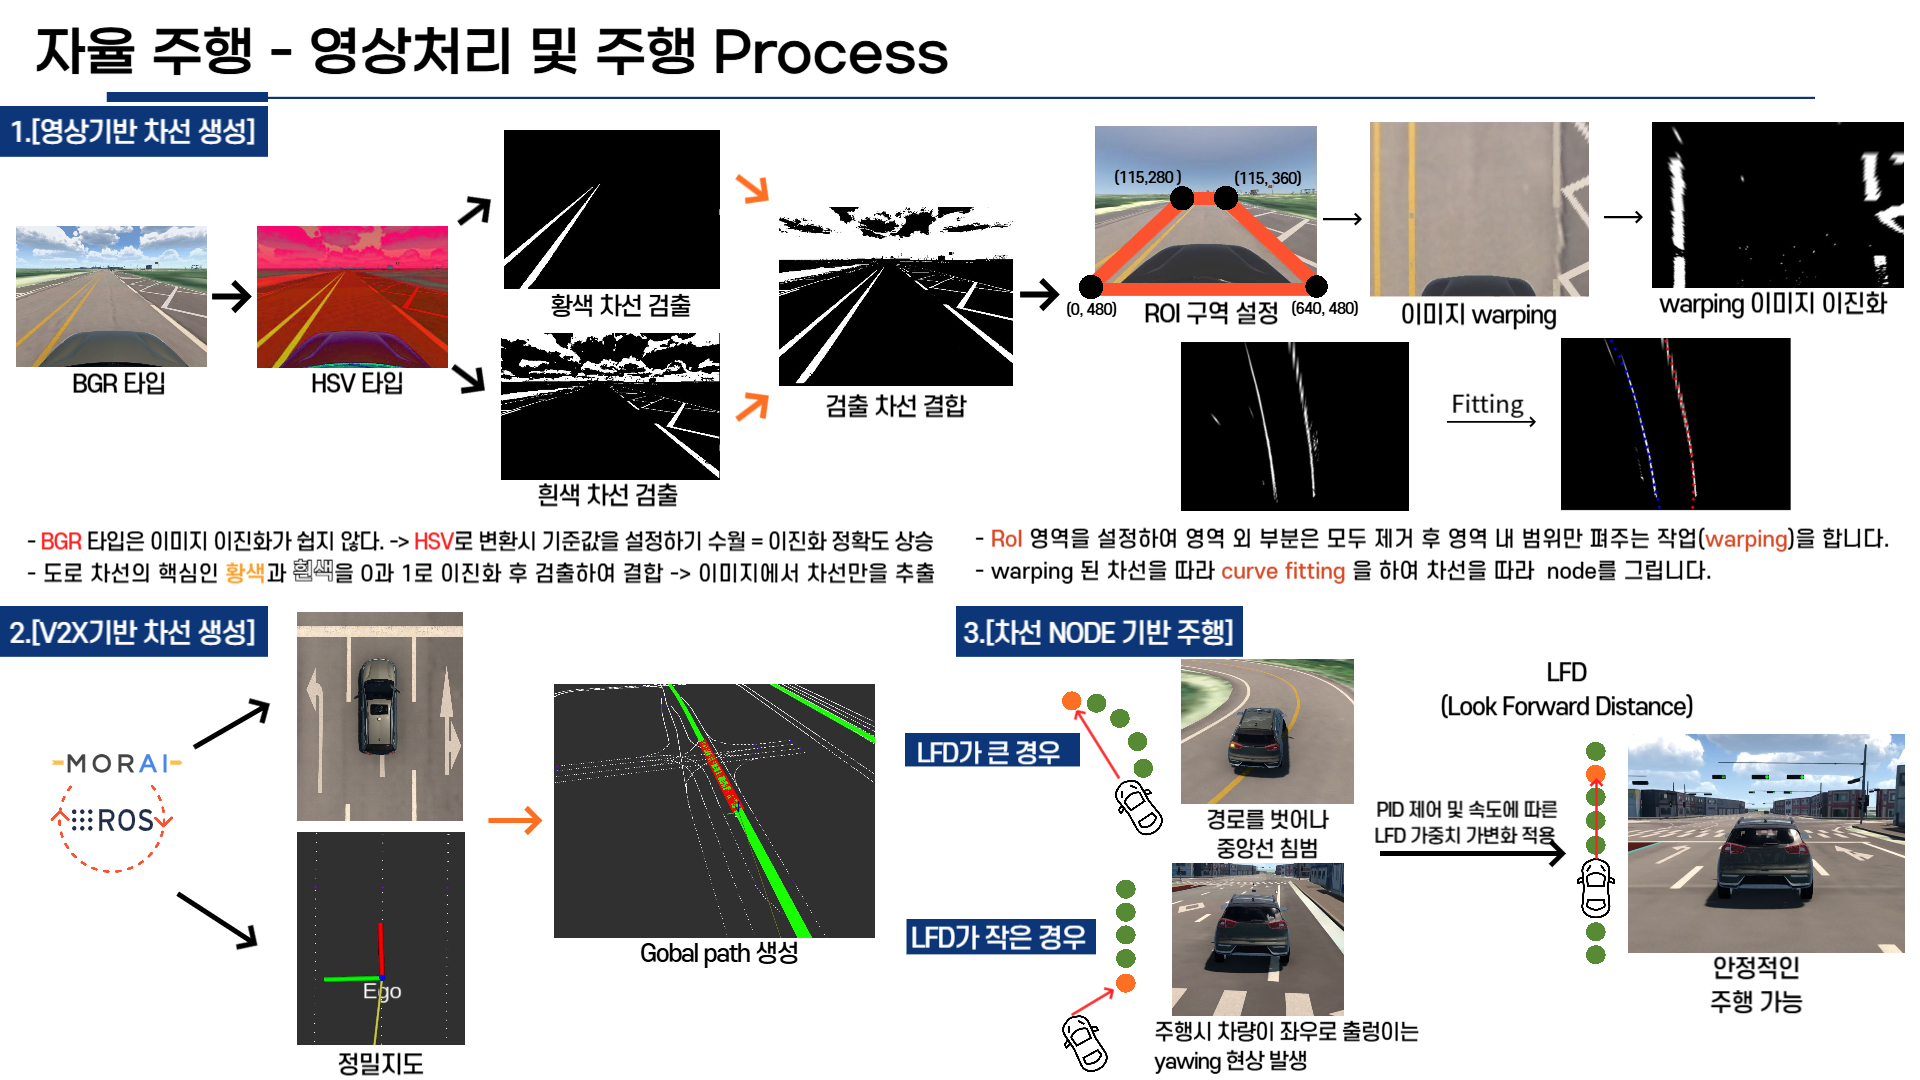 자율 주행 - 영상처리 및 주행 Process
1.[영상기반 차선 생성]
BGR 타입
HSV 타입
황색 차선 검출
흰색 차선 검출
검출 차선 결합
(115,280 )
(115, 360)
(0, 480)
ROI 구역 설정
(640, 480)
이미지 warping
warping 이미지 이진화
Fitting
- BGR 타입은 이미지 이진화가 쉽지 않다. -> HSV로 변환시 기준값을 설정하기 수월 = 이진화 정확도 상승
- 도로 차선의 핵심인 황색과 흰색을 0과 1로 이진화 후 검출하여 결합 -> 이미지에서 차선만을 추출
- RoI 영역을 설정하여 영역 외 부분은 모두 제거 후 영역 내 범위만 펴주는 작업(warping)을 합니다.
- warping 된 차선을 따라 curve fitting 을 하여 차선을 따라 node를 그립니다.
2.[V2X기반 차선 생성]
MORAI
ROS
Ego
정밀지도
Gobal path 생성
3.[차선 NODE 기반 주행]
LFD가 큰 경우
경로를 벗어나
중앙선 침범
LFD가 작은 경우
주행시 차량이 좌우로 출렁이는
yawing 현상 발생
LFD
(Look Forward Distance)
PID 제어 및 속도에 따른
LFD 가중치 가변화 적용
안정적인
주행 가능